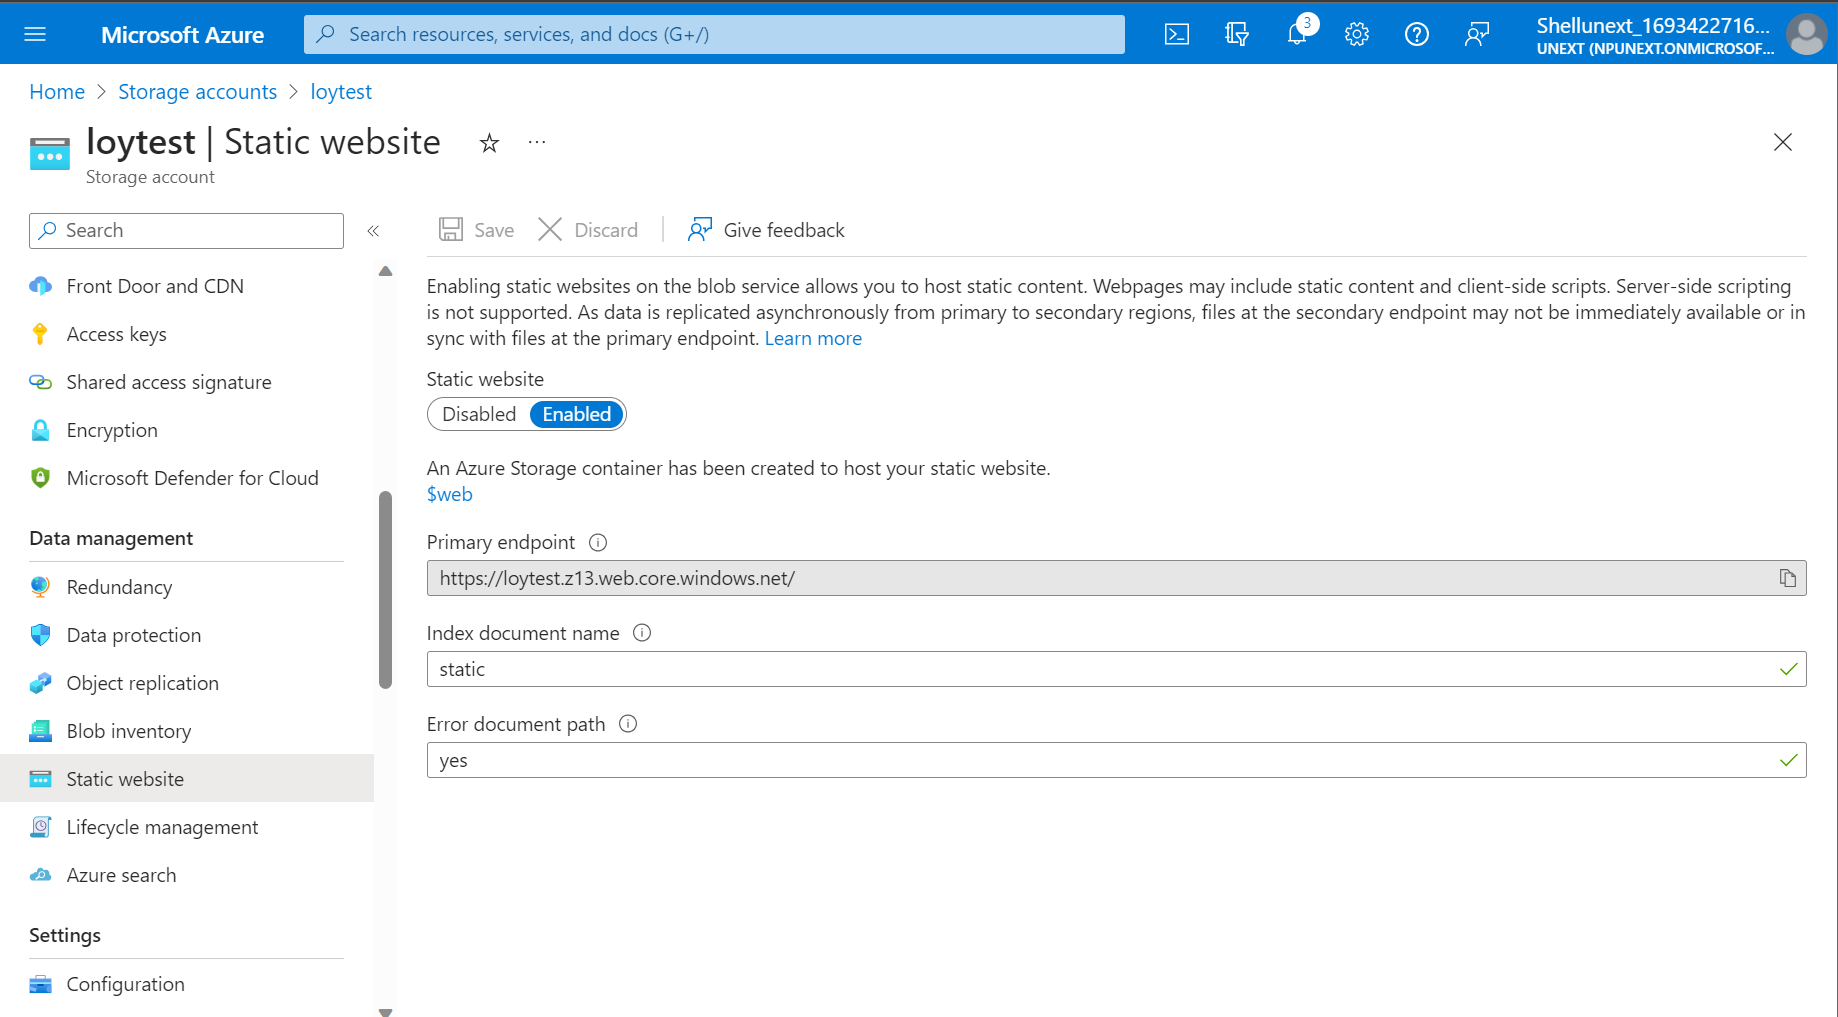 Microsoft Azure
Search resources, services, and docs (G+/)
3
Shellunext_1693422716...
UNEXT (NPUNEXT.ONMICROSOF...
Home > Storage accounts > loytest
loytest | Static website
...
Storage account
Search
«
Save
Discard
Give feedback
Front Door and CDN
Access keys
Shared access signature
Encryption
Microsoft Defender for Cloud
Data management
Redundancy
Data protection
Object replication
Blob inventory
Static website
Lifecycle management
Azure search
Settings
Configuration
Enabling static websites on the blob service allows you to host static content. Webpages may include static content and client-side scripts. Server-side scripting
is not supported. As data is replicated asynchronously from primary to secondary regions, files at the secondary endpoint may not be immediately available or in
sync with files at the primary endpoint. Learn more
Static website
Disabled Enabled
An Azure Storage container has been created to host your static website.
$web
Primary endpoint
https://loytest.z13.web.core.windows.net/
Index document name
static
Error document path
yes